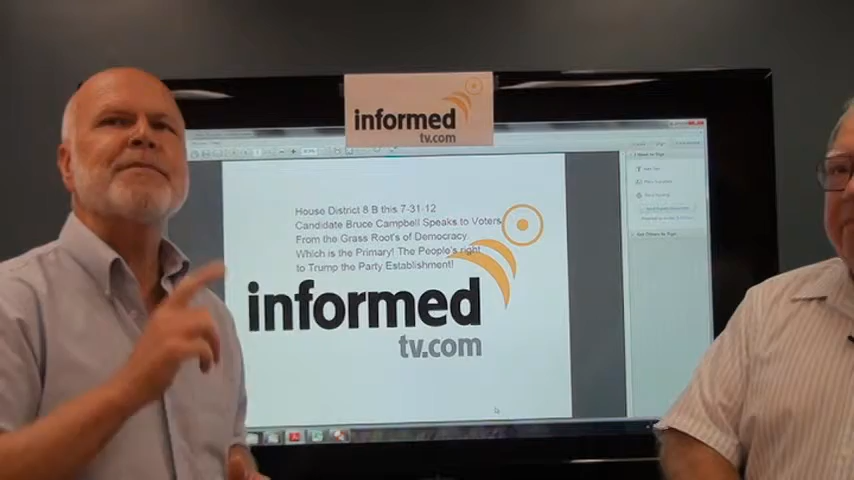 informed
tv.com
House District 8 B this 7-31-12
Candidate Bruce Campbell Speaks to Voters
From the Grass Root's of Democracy
Which is the Primary! The People's right
to Trump the Party Establishment!
informed
tv.com